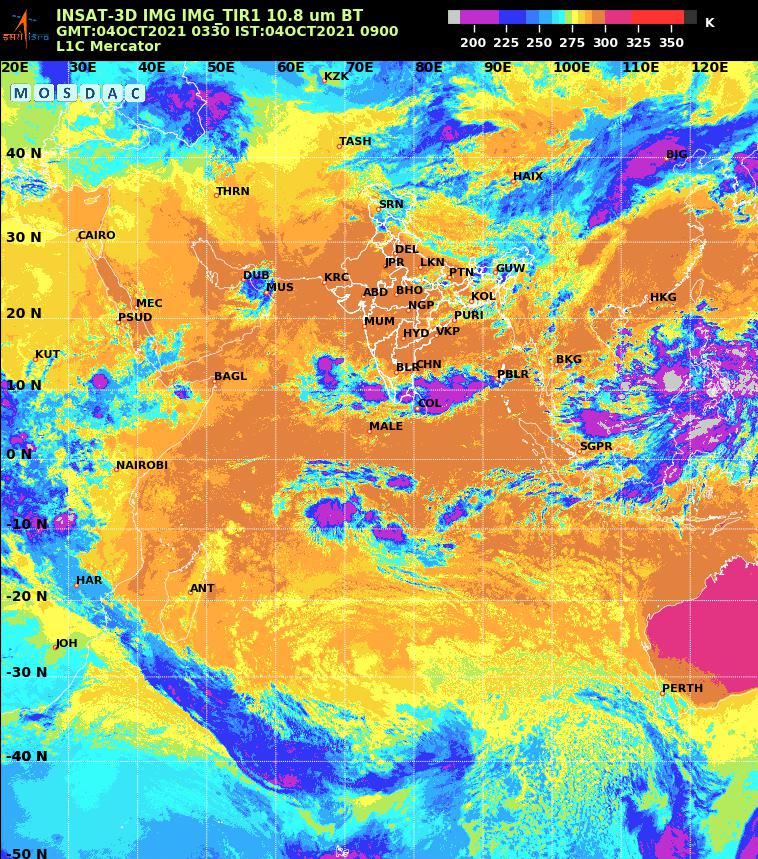 INSAT-3D IMG IMG_TIR1 10.8 um BT
GMT:04OCT2021 0330 IST:04OCT2021 0900
L1C Mercator
200 225 250 275 300 325 350 K
20E 30E 40E 50E 60E 70E 80E 90E 100E 110E 120E
KZK
MOSDAC
TASH
40 N
BJG
HAIX
THRN
SRN
30 N
CAIRO
DEL
JPR LKN
PTN GUW
DUB
MUS
KRC
ABD BHO
KOL
HKG
MEC
NGP
20 N
PSUD
PURI
MUM
HYD VKP
KUT
BKG
BLR CHN
BAGL
PBLR
10 N
COL
MALE
SGPR
0 N
NAIROBI
-10 N
HAR
ANT
-20 N
JOH
-30 N
PERTH
-40 N
-50 N